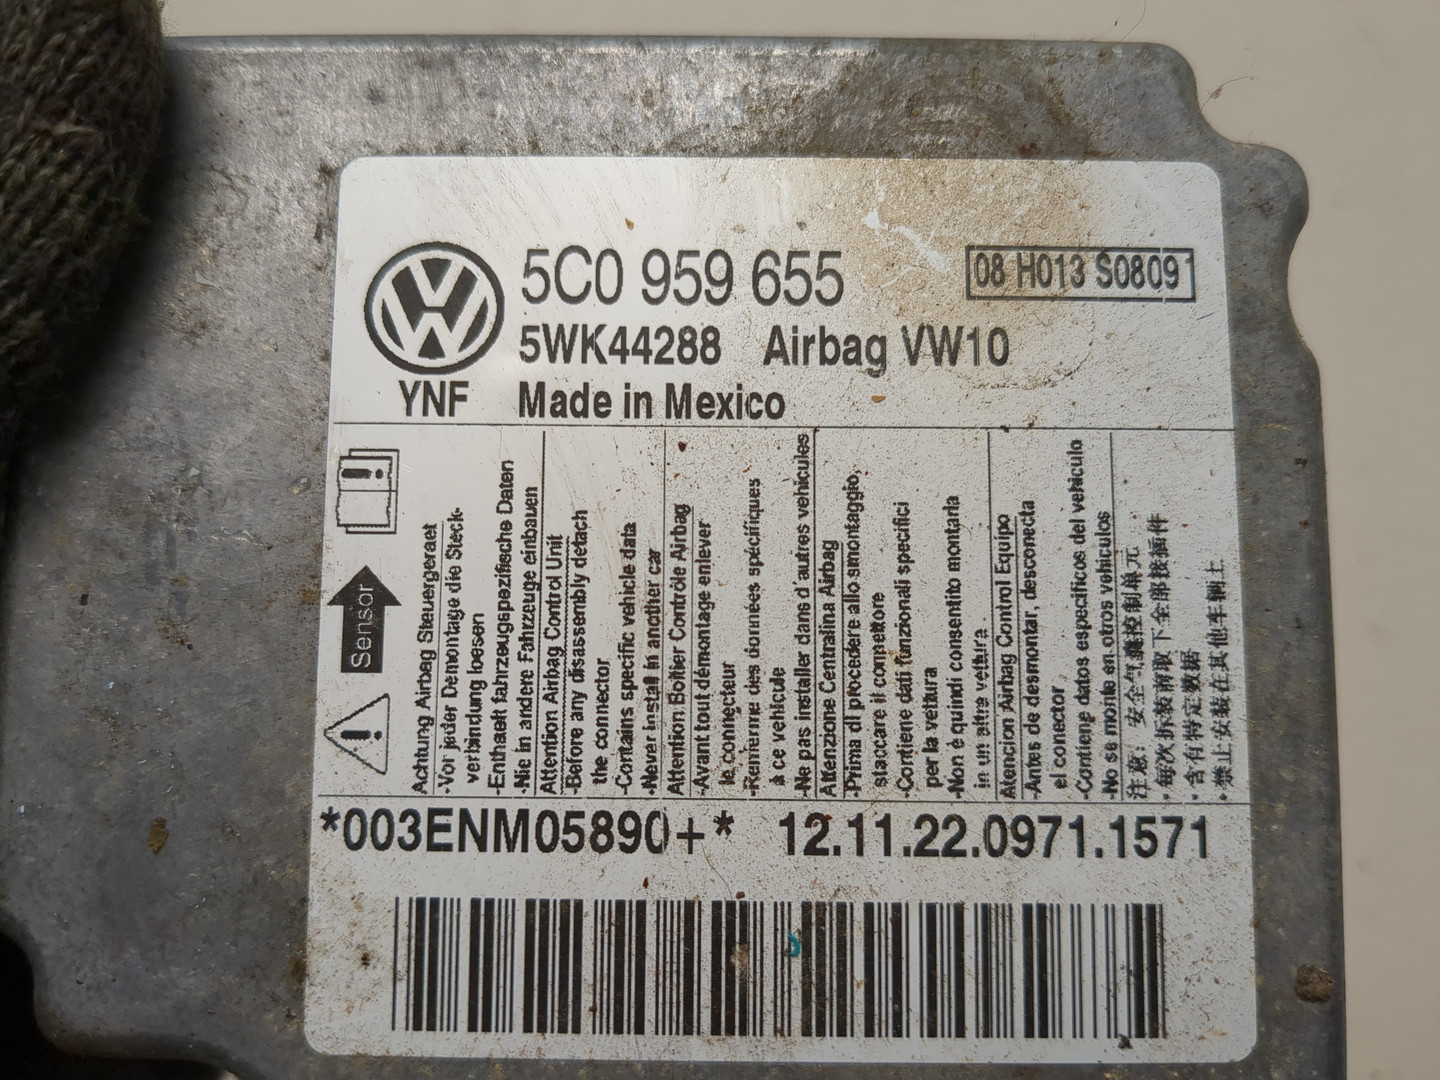 5C0 959 655
08 H013 S0809
5WK44288 Airbag VW10
YNF Made in Mexico
Sensor
Achtung Airbag Steuergeraet
-Vor jeder Demontage die Steck-
verbindung loesen
-Enthaelt fahrzeugspezifische Daten
-Nie in andere Fahrzeuge einbauen
Attention Airbag Control Unit
-Before any disassembly detach
the connector
-Contains specific vehicle data
-Never install in another car
Attention Boîtier Contrôle Airbag
-Avant tout démontage enlever
le connecteur
-Renferme des données spécifiques
à ce véhicule
-Ne pas installer dans d'autres vehicules
Attenzione Centralina Airbag
-Prima di procedere allo smontaggio,
staccare il connettore
-Contiene dati funzionali specifici
per la vettura
-Non è quindi consentito montarla
in un altra vettura
Atencion Airbag Control Equipo
-Antes de desmontar, desconecta
el conector
-Contiene datos especificos del vehiculo
-No se monte en otros vehiculos
注意：安全气囊控制单元
·每次拆装前取下全部接插件
·含有特定数据
·禁止安装在其他车辆上
*003ENM05890+* 12.11.22.0971.1571